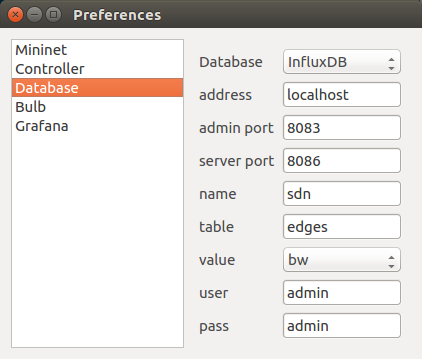 Preferences
Mininet
Controller
Database
Bulb
Grafana
Database InfluxDB
address localhost
admin port 8083
server port 8086
name sdn
table edges
value bw
user admin
pass admin